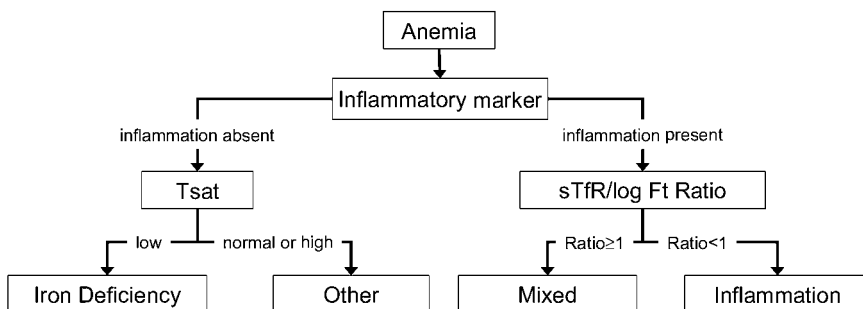 Anemia
Inflammatory marker
inflammation absent
inflammation present
Tsat
sTfR/log Ft Ratio
low
normal or high
Ratio≥1
Ratio<1
Iron Deficiency
Other
Mixed
Inflammation